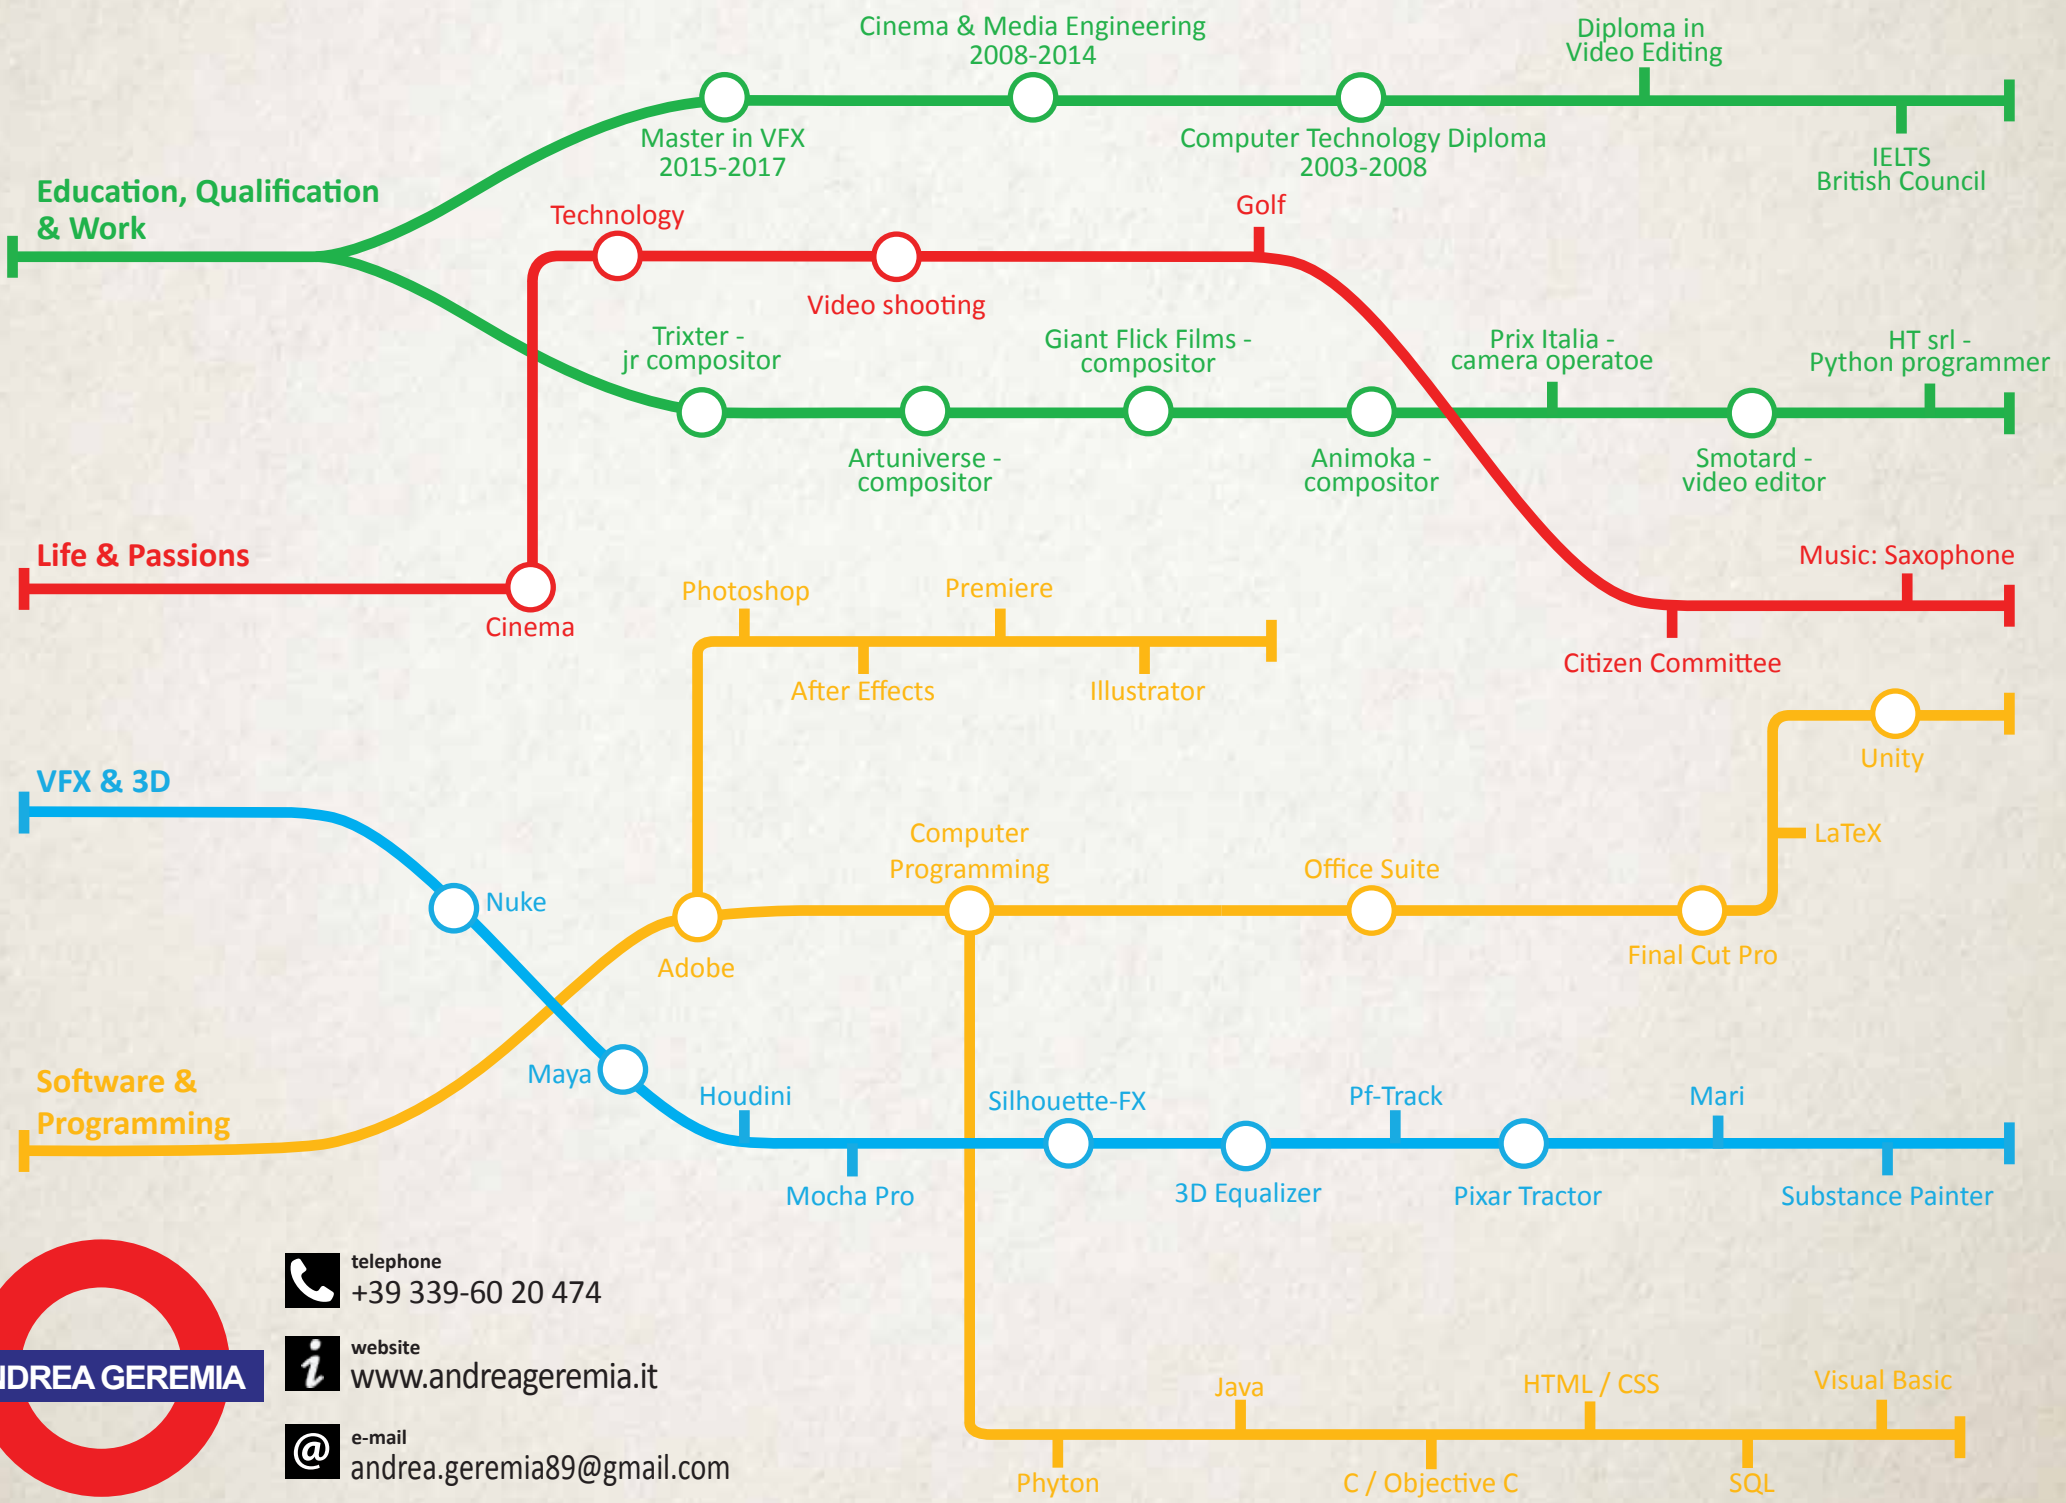 Cinema & Media Engineering
2008-2014
Diploma in
Video Editing
Master in VFX
2015-2017
Computer Technology Diploma
2003-2008
IELTS
British Council
Education, Qualification
& Work
Technology
Golf
Video shooting
Trixter -
jr compositor
Giant Flick Films -
compositor
Prix Italia -
camera operatoe
HT srl -
Python programmer
Artuniverse -
compositor
Animoka -
compositor
Smotard -
video editor
Life & Passions
Cinema
Music: Saxophone
Citizen Committee
Photoshop
Premiere
After Effects
Illustrator
Unity
LaTeX
VFX & 3D
Nuke
Computer
Programming
Office Suite
Adobe
Final Cut Pro
Software &
Programming
Maya
Houdini
Silhouette-FX
Pf-Track
Mari
Mocha Pro
3D Equalizer
Pixar Tractor
Substance Painter
telephone
+39 339-60 20 474
website
www.andreageremia.it
NDREA GEREMIA
e-mail
andrea.geremia89@gmail.com
Java
HTML / CSS
Visual Basic
Phyton
C / Objective C
SQL